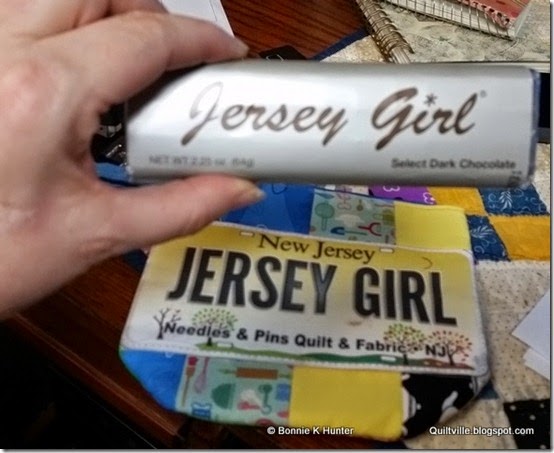 Jersey Girl
NET WT 2.25 oz. (64g) Select Dark Chocolate
New Jersey
JERSEY GIRL
Needles & Pins Quilt & Fabric • NJ
© Bonnie K Hunter Quiltville.blogspot.com